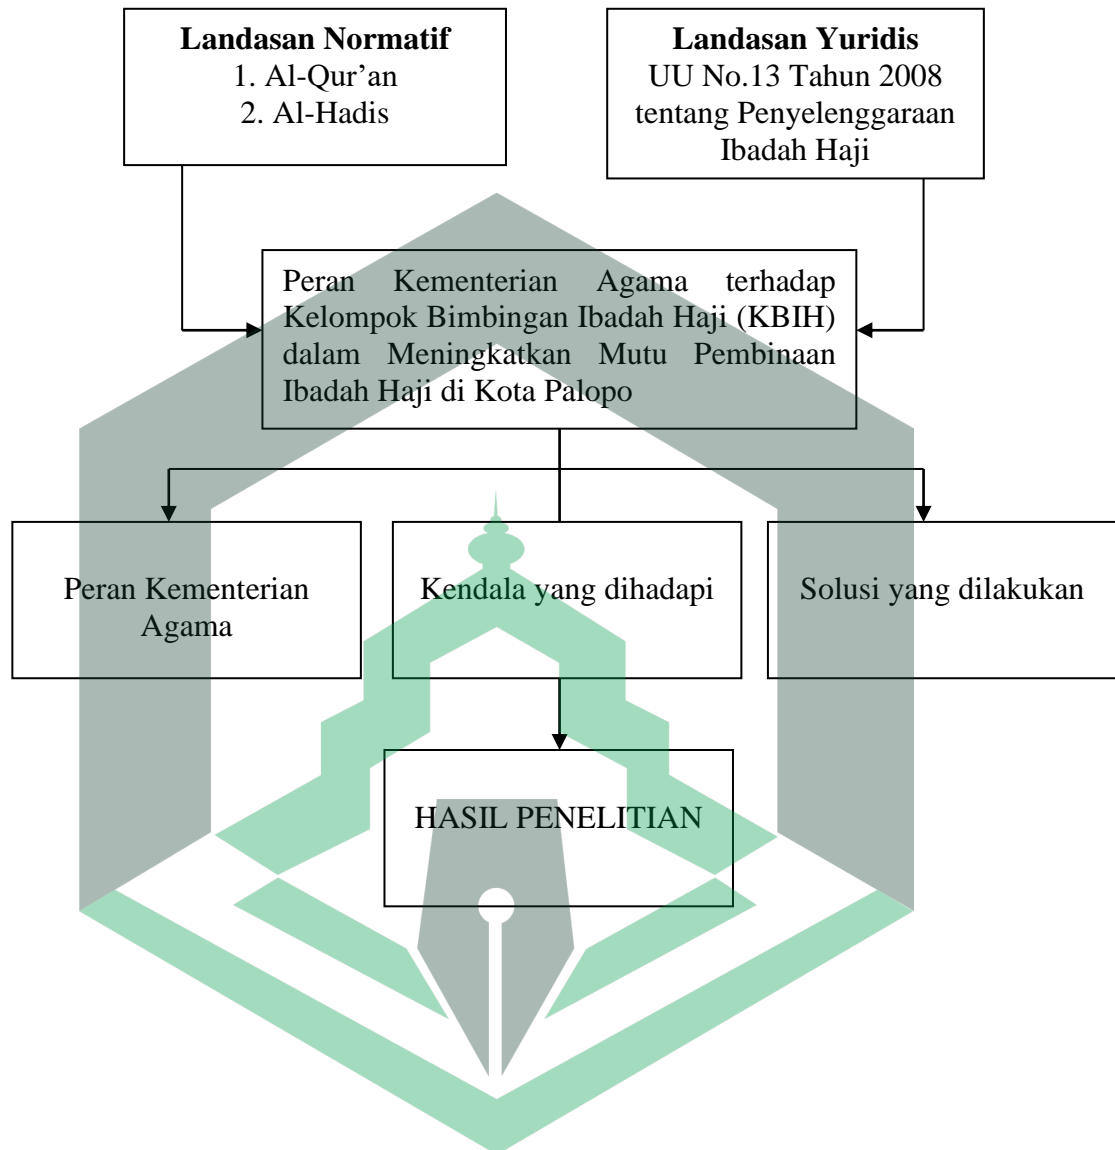 Landasan Normatif
1. Al-Qur’an
2. Al-Hadis
Landasan Yuridis
UU No.13 Tahun 2008
tentang Penyelenggaraan
Ibadah Haji
Peran Kementerian Agama terhadap
Kelompok Bimbingan Ibadah Haji (KBIH)
dalam Meningkatkan Mutu Pembinaan
Ibadah Haji di Kota Palopo
Peran Kementerian
Agama
Kendala yang dihadapi
Solusi yang dilakukan
HASIL PENELITIAN